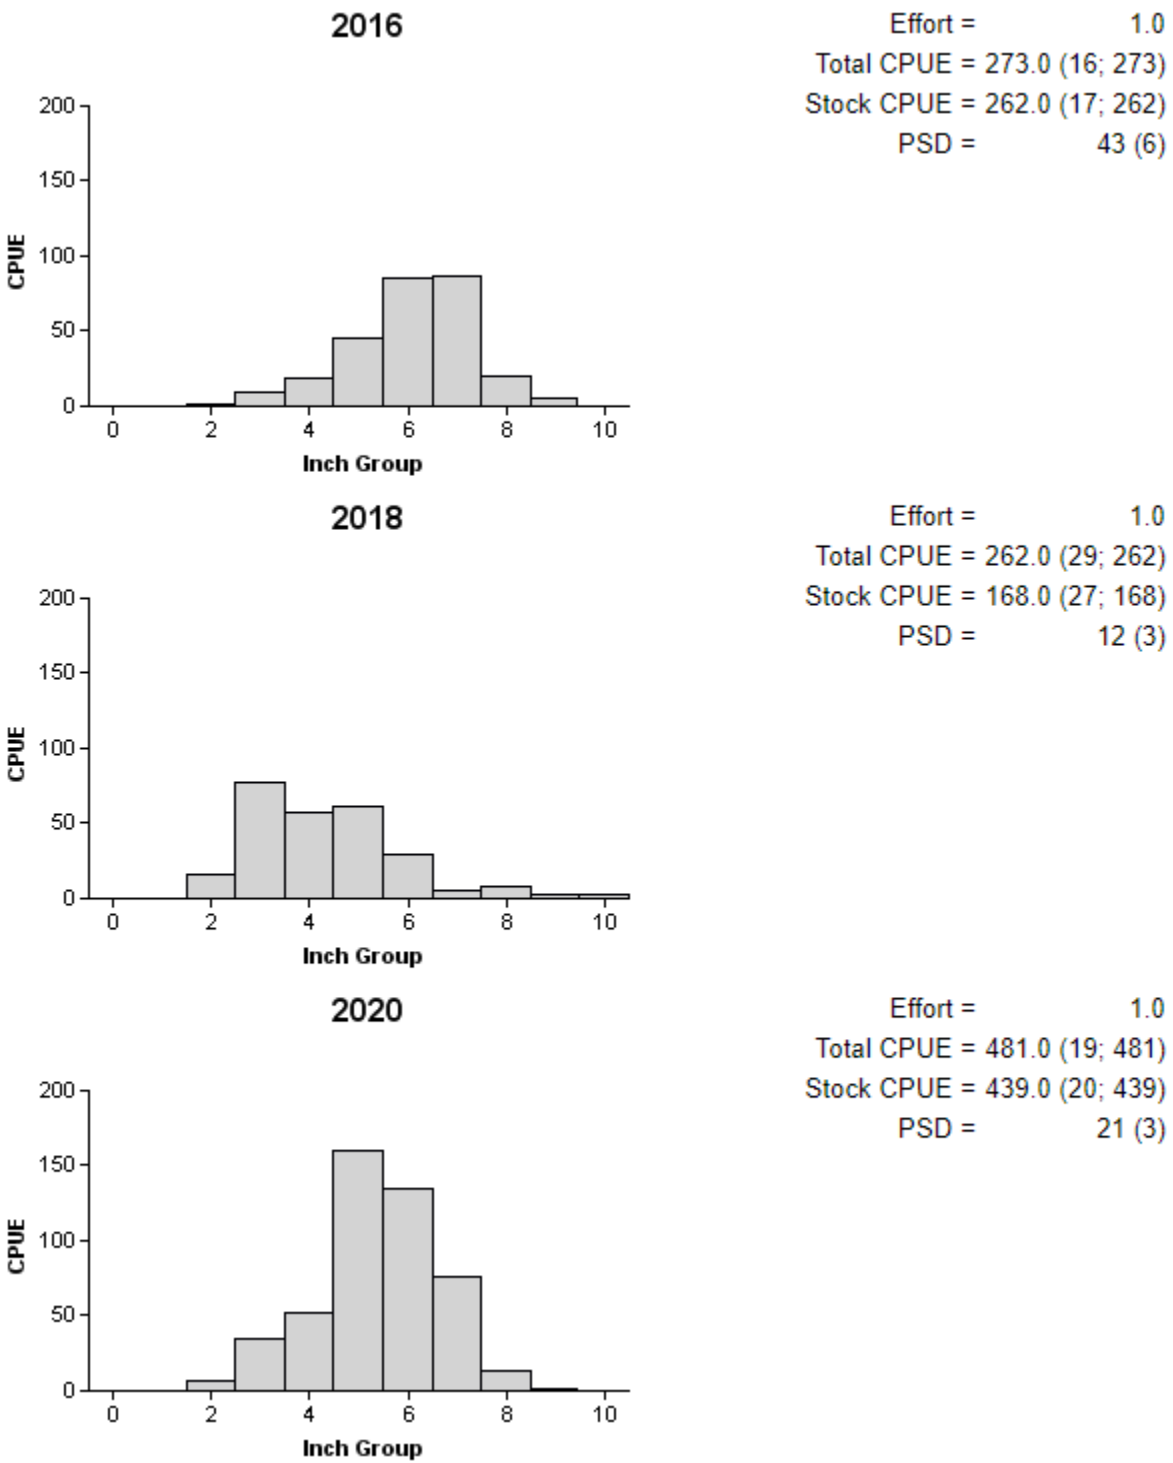 2016
Effort = 1.0
Total CPUE = 273.0 (16; 273)
Stock CPUE = 262.0 (17; 262)
PSD = 43 (6)
200
150
100
50
0
CPUE
0 2 4 6 8 10
Inch Group
2018
Effort = 1.0
Total CPUE = 262.0 (29; 262)
Stock CPUE = 168.0 (27; 168)
PSD = 12 (3)
200
150
100
50
0
CPUE
0 2 4 6 8 10
Inch Group
2020
Effort = 1.0
Total CPUE = 481.0 (19; 481)
Stock CPUE = 439.0 (20; 439)
PSD = 21 (3)
200
150
100
50
0
CPUE
0 2 4 6 8 10
Inch Group